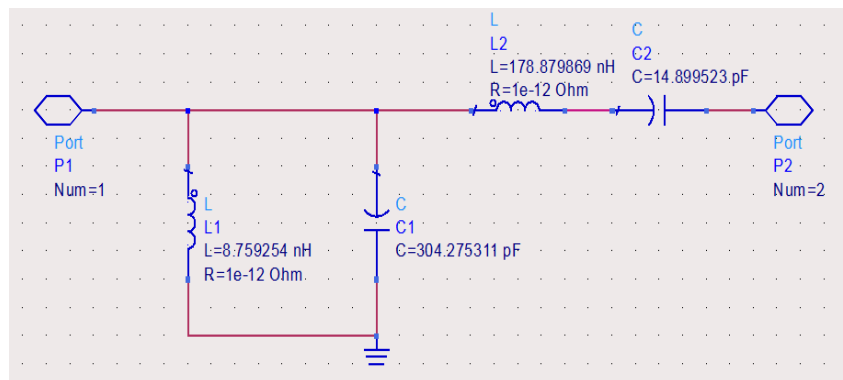 L
L2
L=178.879869 nH
R=1e-12 Ohm
C
C2
C=14.899523 pF
Port
P1
Num=1
Port
P2
Num=2
L
L1
L=8.759254 nH
R=1e-12 Ohm
C
C1
C=304.275311 pF